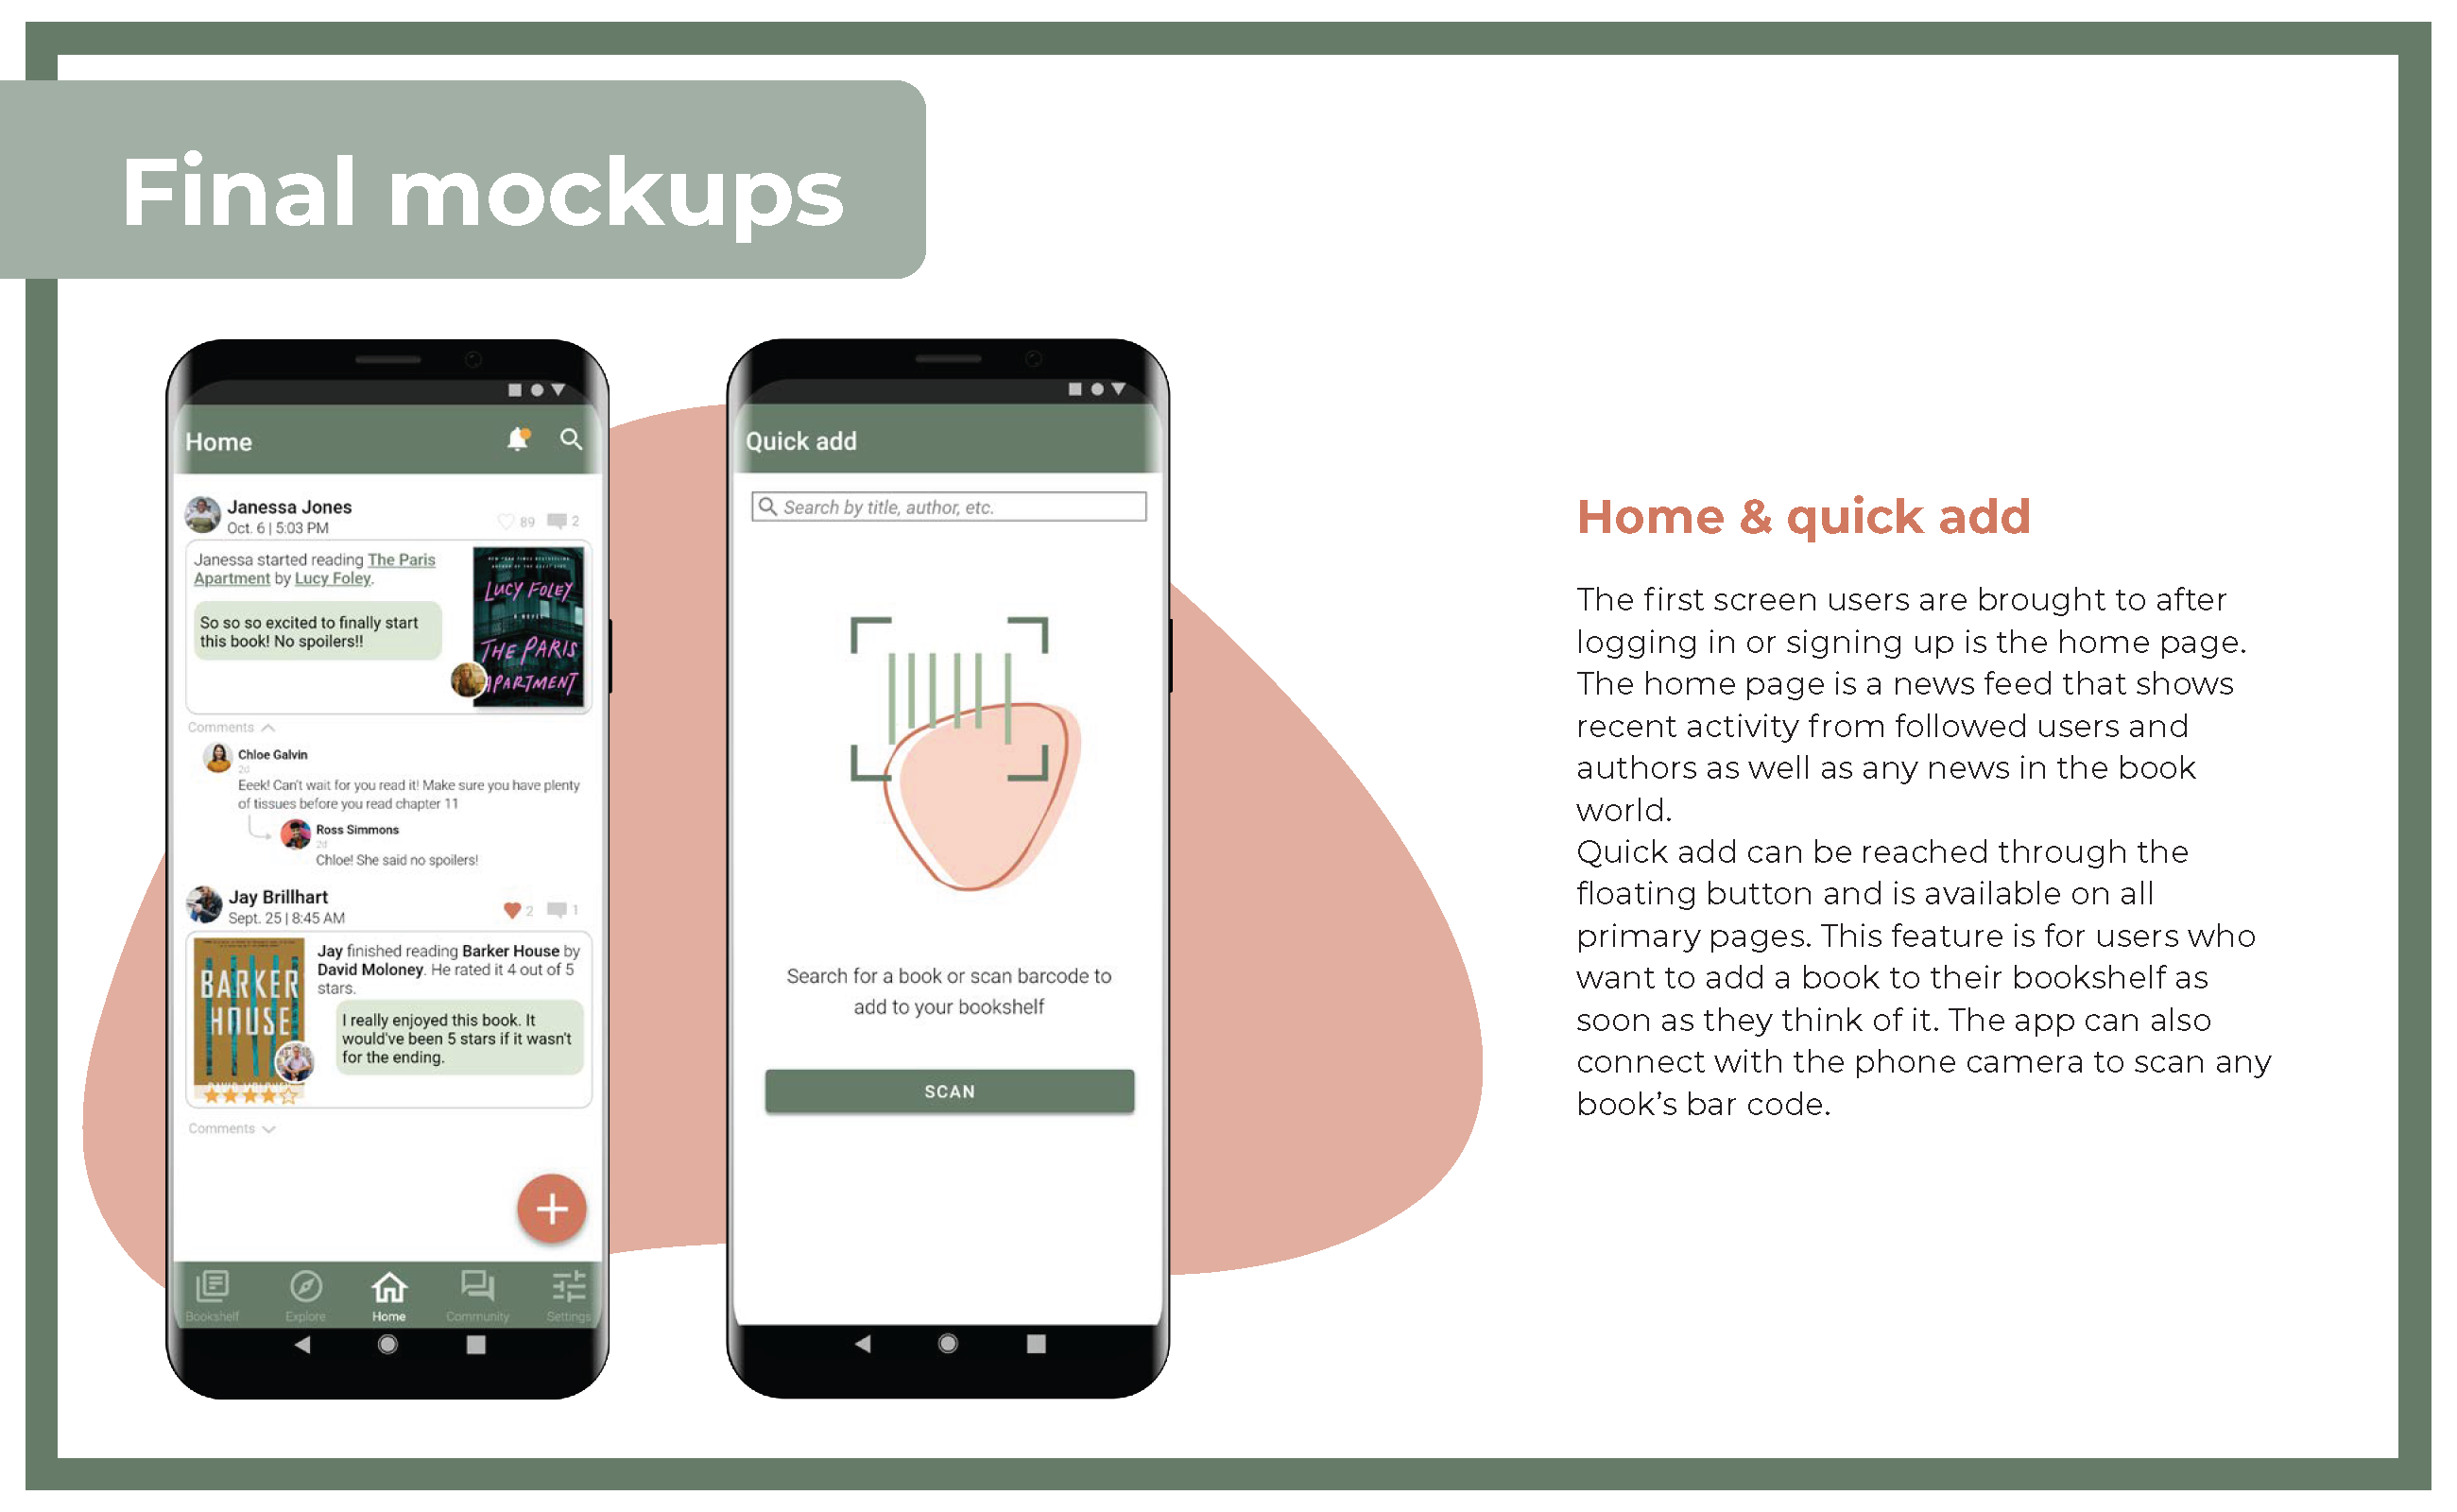 Final mockups
Home
Janessa Jones
Oct. 6 | 5:03 PM
89
2
Janessa started reading The Paris
Apartment by Lucy Foley.
So so so excited to finally start
this book! No spoilers!!
LUCY FOLEY
A NOVEL
THE PARIS
APARTMENT
Comments
Chloe Galvin
2d
Eeek! Can't wait for you read it! Make sure you have plenty
of tissues before you read chapter 11
Ross Simmons
2d
Chloe! She said no spoilers!
Jay Brillhart
Sept. 25 | 8:45 AM
2
1
BARKER
HOUSE
Jay finished reading Barker House by
David Moloney. He rated it 4 out of 5
stars.
I really enjoyed this book. It
would've been 5 stars if it wasn't
for the ending.
Comments
Bookshelf
Explore
Home
Community
Settings
Quick add
Search by title, author, etc.
Search for a book or scan barcode to
add to your bookshelf
SCAN
Home & quick add
The first screen users are brought to after
logging in or signing up is the home page.
The home page is a news feed that shows
recent activity from followed users and
authors as well as any news in the book
world.
Quick add can be reached through the
floating button and is available on all
primary pages. This feature is for users who
want to add a book to their bookshelf as
soon as they think of it. The app can also
connect with the phone camera to scan any
book's bar code.